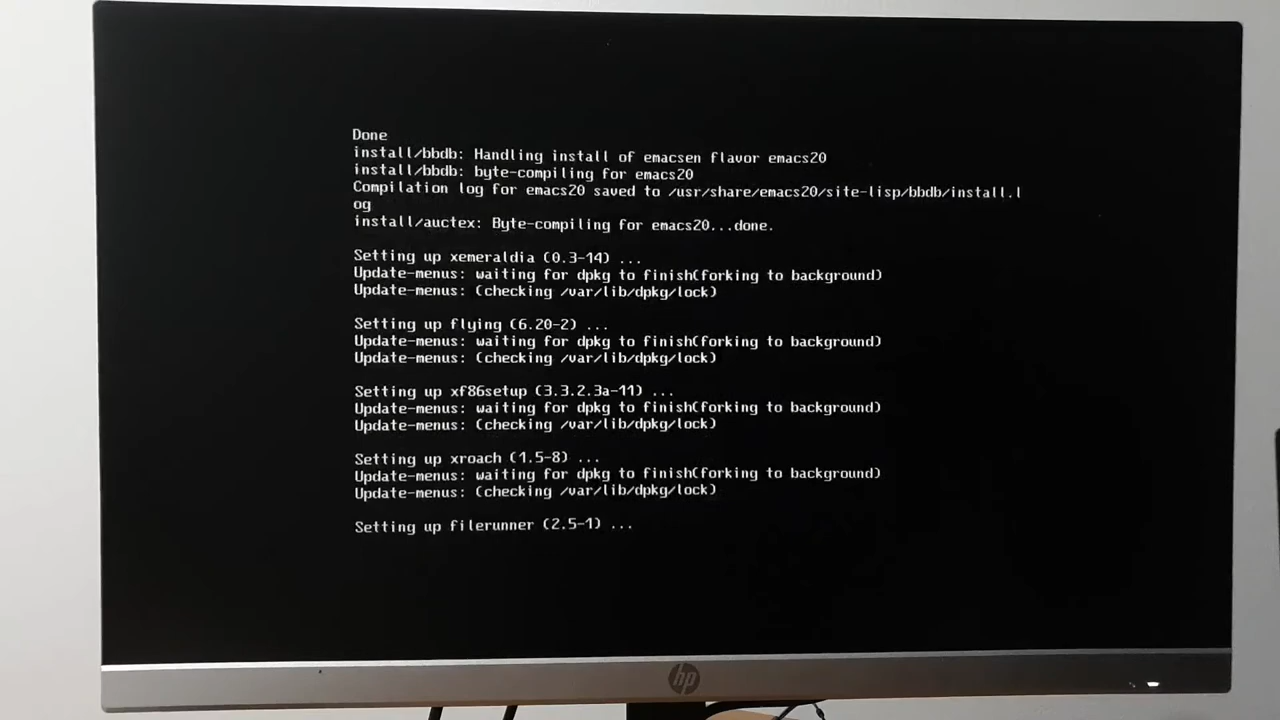 Done
install/bbdb: Handling install of emacsen flavor emacs20
install/bbdb: byte-compiling for emacs20
Compilation log for emacs20 saved to /usr/share/emacs20/site-lisp/bbdb/install.l
og
install/auctex: Byte-compiling for emacs20...done.
Setting up xemeraldia (0.3-14) ...
Update-menus: waiting for dpkg to finish(forking to background)
Update-menus: (checking /var/lib/dpkg/lock)
Setting up flying (6.20-2) ...
Update-menus: waiting for dpkg to finish(forking to background)
Update-menus: (checking /var/lib/dpkg/lock)
Setting up xf86setup (3.3.2.3a-11) ...
Update-menus: waiting for dpkg to finish(forking to background)
Update-menus: (checking /var/lib/dpkg/lock)
Setting up xroach (1.5-8) ...
Update-menus: waiting for dpkg to finish(forking to background)
Update-menus: (checking /var/lib/dpkg/lock)
Setting up filerunner (2.5-1) ...
hp